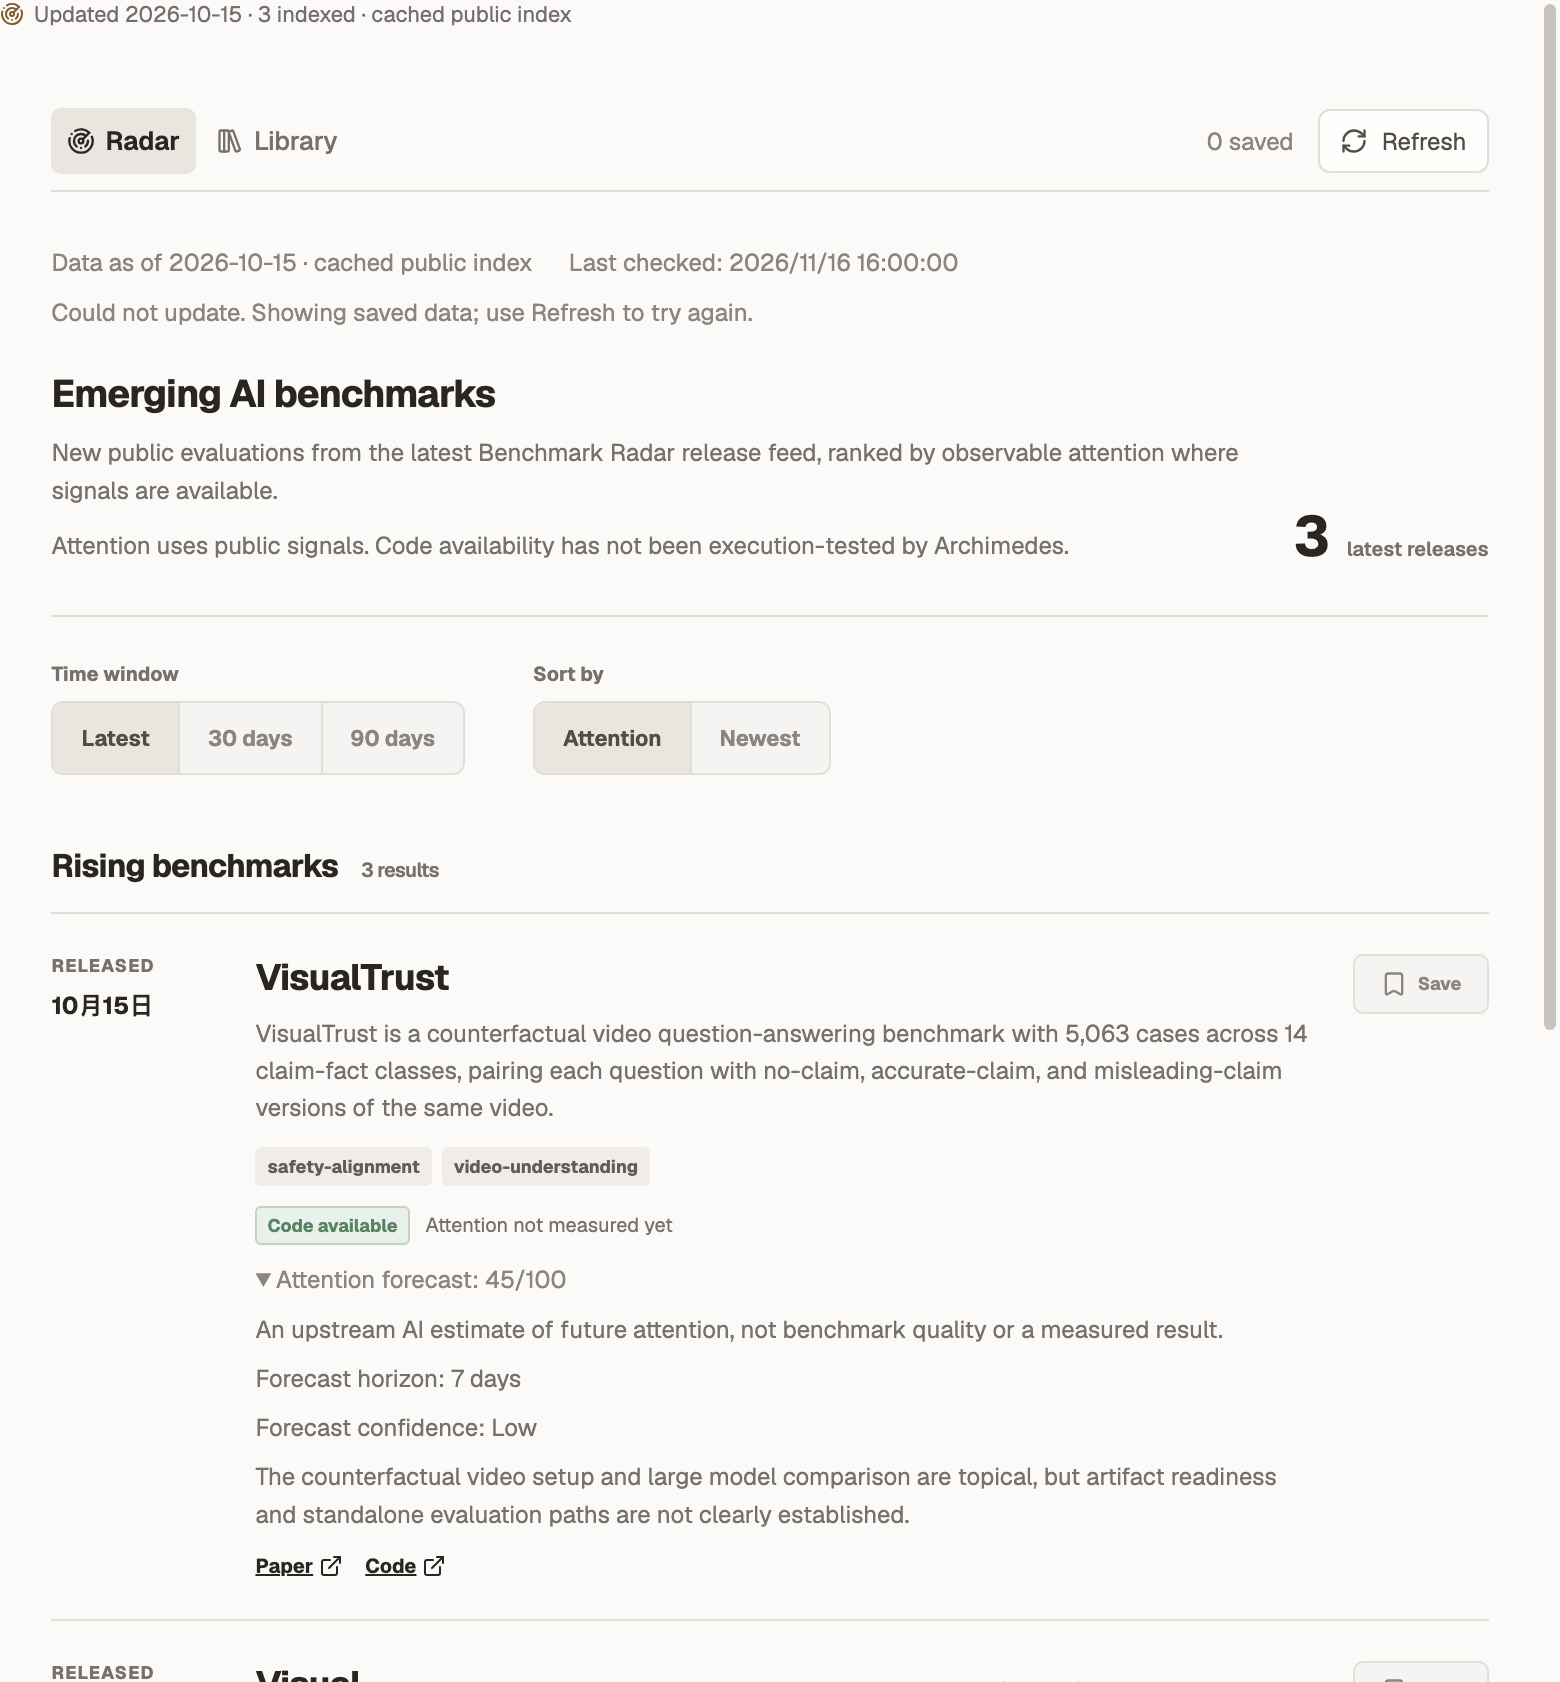 Updated 2026-10-15 · 3 indexed · cached public index
Radar
Library
0 saved
Refresh
Data as of 2026-10-15 · cached public index
Last checked: 2026/11/16 16:00:00
Could not update. Showing saved data; use Refresh to try again.
Emerging AI benchmarks
New public evaluations from the latest Benchmark Radar release feed, ranked by observable attention where
signals are available.
Attention uses public signals. Code availability has not been execution-tested by Archimedes.
3 latest releases
Time window
Sort by
Latest
30 days
90 days
Attention
Newest
Rising benchmarks
3 results
RELEASED
10月15日
VisualTrust
Save
VisualTrust is a counterfactual video question-answering benchmark with 5,063 cases across 14
claim-fact classes, pairing each question with no-claim, accurate-claim, and misleading-claim
versions of the same video.
safety-alignment
video-understanding
Code available
Attention not measured yet
▼ Attention forecast: 45/100
An upstream AI estimate of future attention, not benchmark quality or a measured result.
Forecast horizon: 7 days
Forecast confidence: Low
The counterfactual video setup and large model comparison are topical, but artifact readiness
and standalone evaluation paths are not clearly established.
Paper
Code
RELEASED
Visual